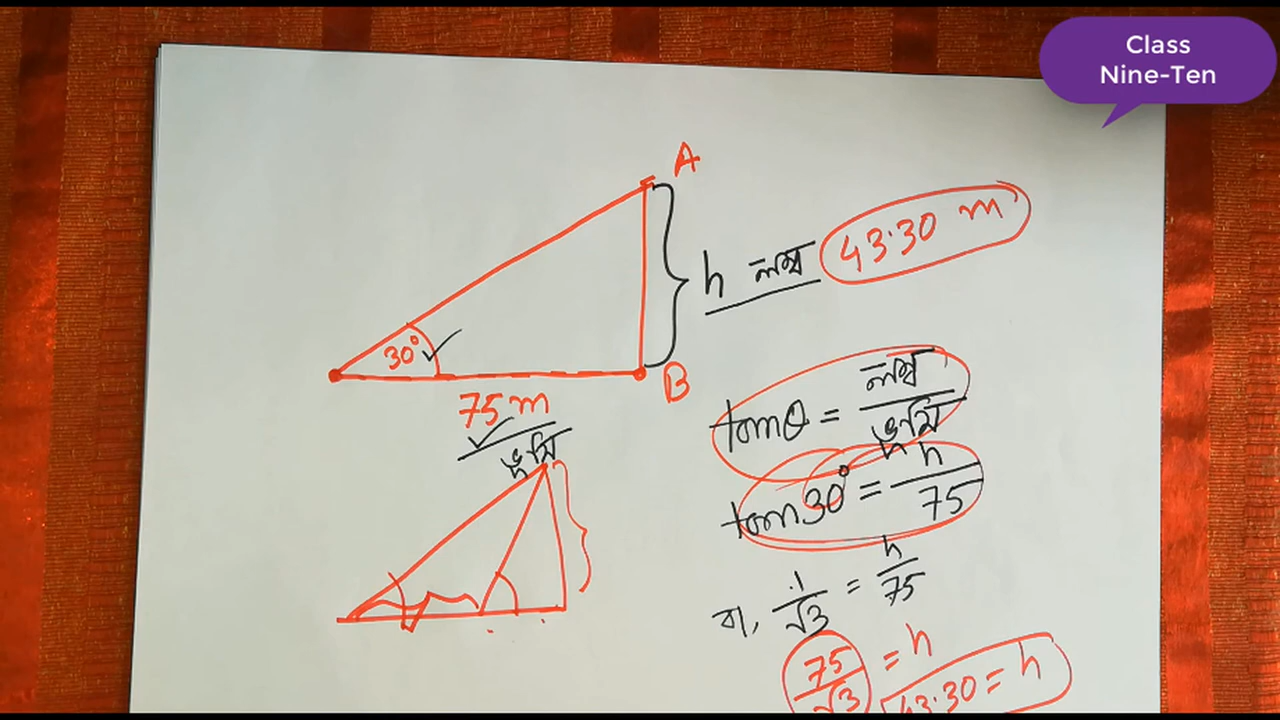 Class
Nine-Ten
A
h লম্ব 43.30 m
30°
B
75 m
ভূমি
tanθ = লম্ব/ভূমি
tan30° = h/75
বা, 1/√3 = h/75
75/√3 = h
43.30 = h